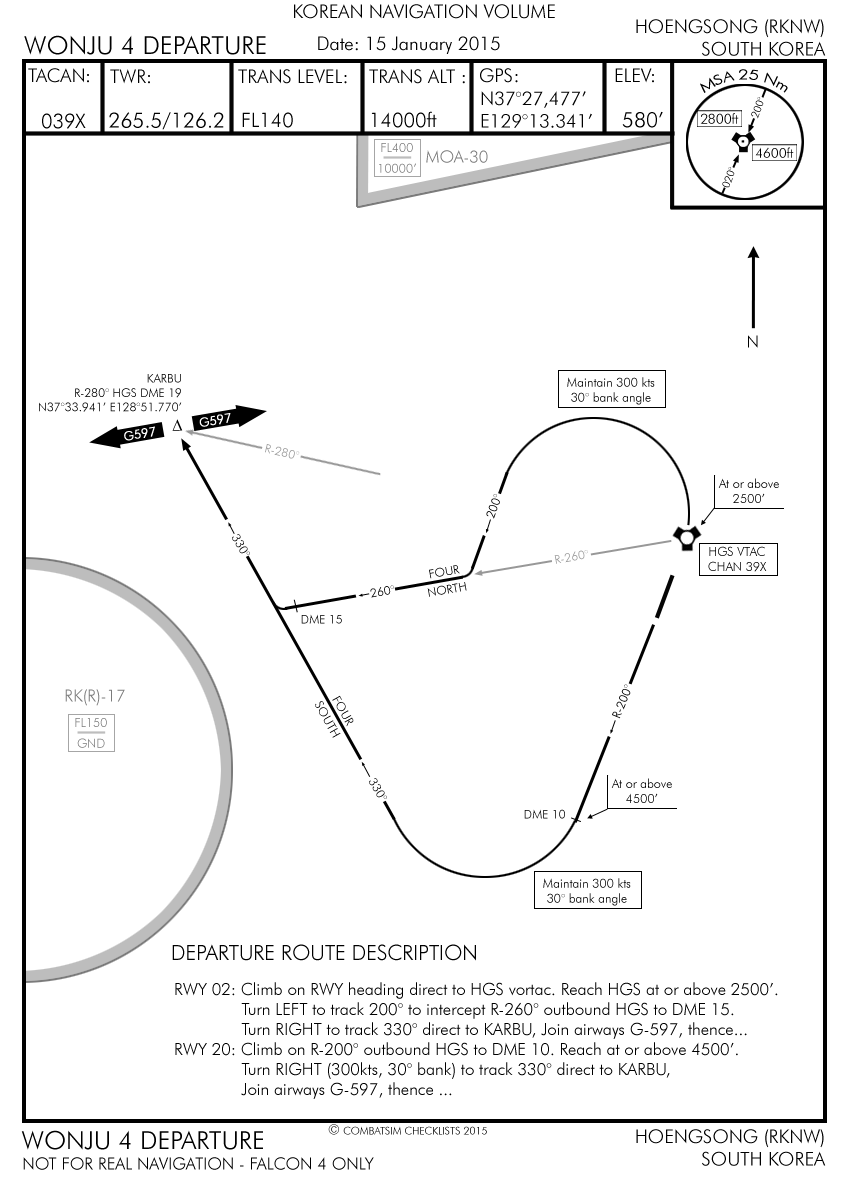 KOREAN NAVIGATION VOLUME
WONJU 4 DEPARTURE
Date: 15 January 2015
HOENGSONG (RKNW)
SOUTH KOREA
TACAN:
039X
TWR:
265.5/126.2
TRANS LEVEL:
FL140
TRANS ALT :
14000ft
GPS:
N37°27,477'
E129°13.341'
ELEV:
580'
MSA 25 Nm
2800ft
200°
4600ft
020°
FL400
10000'
MOA-30
N
KARBU
R-280° HGS DME 19
N37°33.941' E128°51.770'
G597
G597
R-280°
Maintain 300 kts
30° bank angle
At or above
2500'
HGS VTAC
CHAN 39X
200°
R-260°
FOUR
NORTH
260°
DME 15
330°
FOUR
SOUTH
RK(R)-17
FL150
GND
R-200°
330°
At or above
4500'
DME 10
Maintain 300 kts
30° bank angle
DEPARTURE ROUTE DESCRIPTION
RWY 02: Climb on RWY heading direct to HGS vortac. Reach HGS at or above 2500'.
Turn LEFT to track 200° to intercept R-260° outbound HGS to DME 15.
Turn RIGHT to track 330° direct to KARBU, Join airways G-597, thence...
RWY 20: Climb on R-200° outbound HGS to DME 10. Reach at or above 4500'.
Turn RIGHT (300kts, 30° bank) to track 330° direct to KARBU,
Join airways G-597, thence ...
© COMBATSIM CHECKLISTS 2015
WONJU 4 DEPARTURE
NOT FOR REAL NAVIGATION - FALCON 4 ONLY
HOENGSONG (RKNW)
SOUTH KOREA